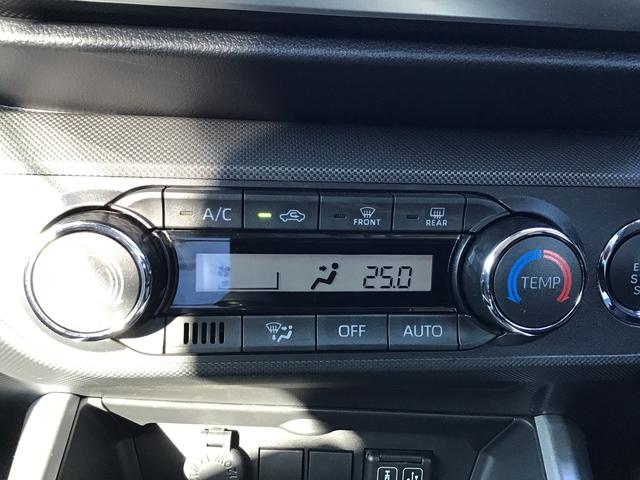 A/C
FRONT
REAR
25.0
TEMP
OFF
AUTO